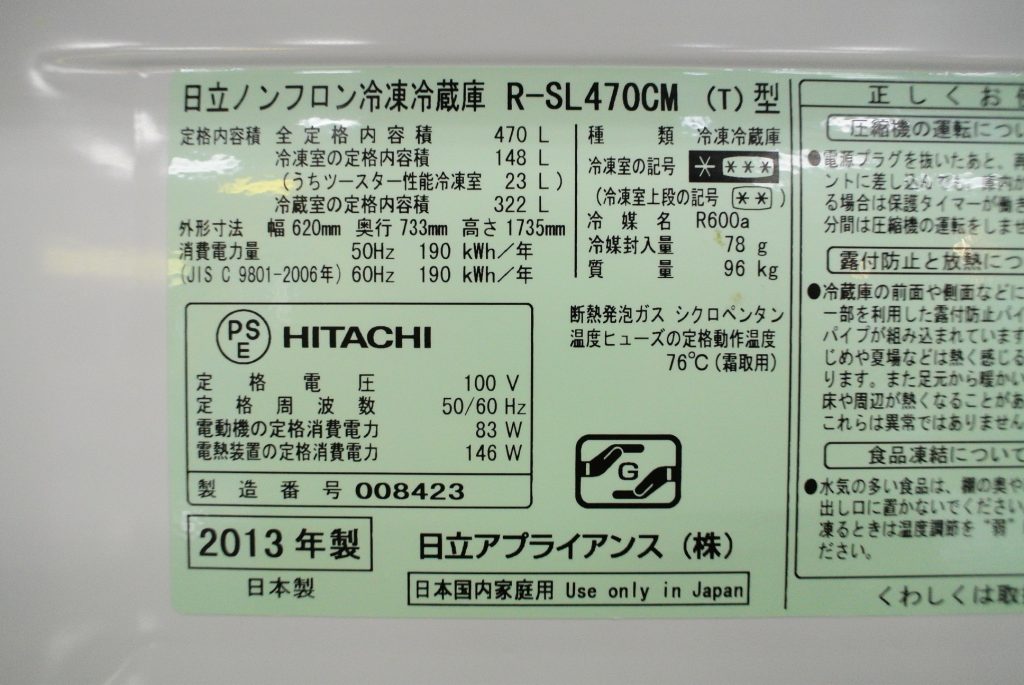 日立ノンフロン冷凍冷蔵庫 R-SL470CM (T) 型
定格内容積 全定格内容積 470 L
冷凍室の定格内容積 148 L
(うちツースター性能冷凍室 23 L)
冷蔵室の定格内容積 322 L
外形寸法 幅 620mm 奥行 733mm 高さ 1735mm
消費電力量 50Hz 190 kWh/年
(JIS C 9801-2006年) 60Hz 190 kWh/年
種類 冷凍冷蔵庫
冷凍室の記号 * ***
(冷凍室上段の記号 ** )
冷媒名 R600a
冷媒封入量 78 g
質量 96 kg
PS
E
HITACHI
定格電圧 100 V
定格周波数 50/60 Hz
電動機の定格消費電力 83 W
電熱装置の定格消費電力 146 W
製造番号 008423
断熱発泡ガス シクロペンタン
温度ヒューズの定格動作温度
76℃(霜取用)
G
2013年製
日本製
日立アプライアンス(株)
日本国内家庭用 Use only in Japan
正しくお
圧縮機の運転につい
●電源プラグを抜いたあと、再
ントに差し込んでも、庫内が
る場合は保護タイマーが働き
分間は圧縮機の運転をしませ
露付防止と放熱につ
●冷蔵庫の前面や側面などに
一部を利用した露付防止パイ
パイプが組み込まれています
じめや夏場などは熱く感じる
ります。また足元から暖かい
床や周辺が熱くなることがあ
これらは異常ではありません
食品凍結について
●水気の多い食品は、棚の奥や
出し口に置かないでください
凍るときは温度調節を“弱”
ださい。
くわしくは取